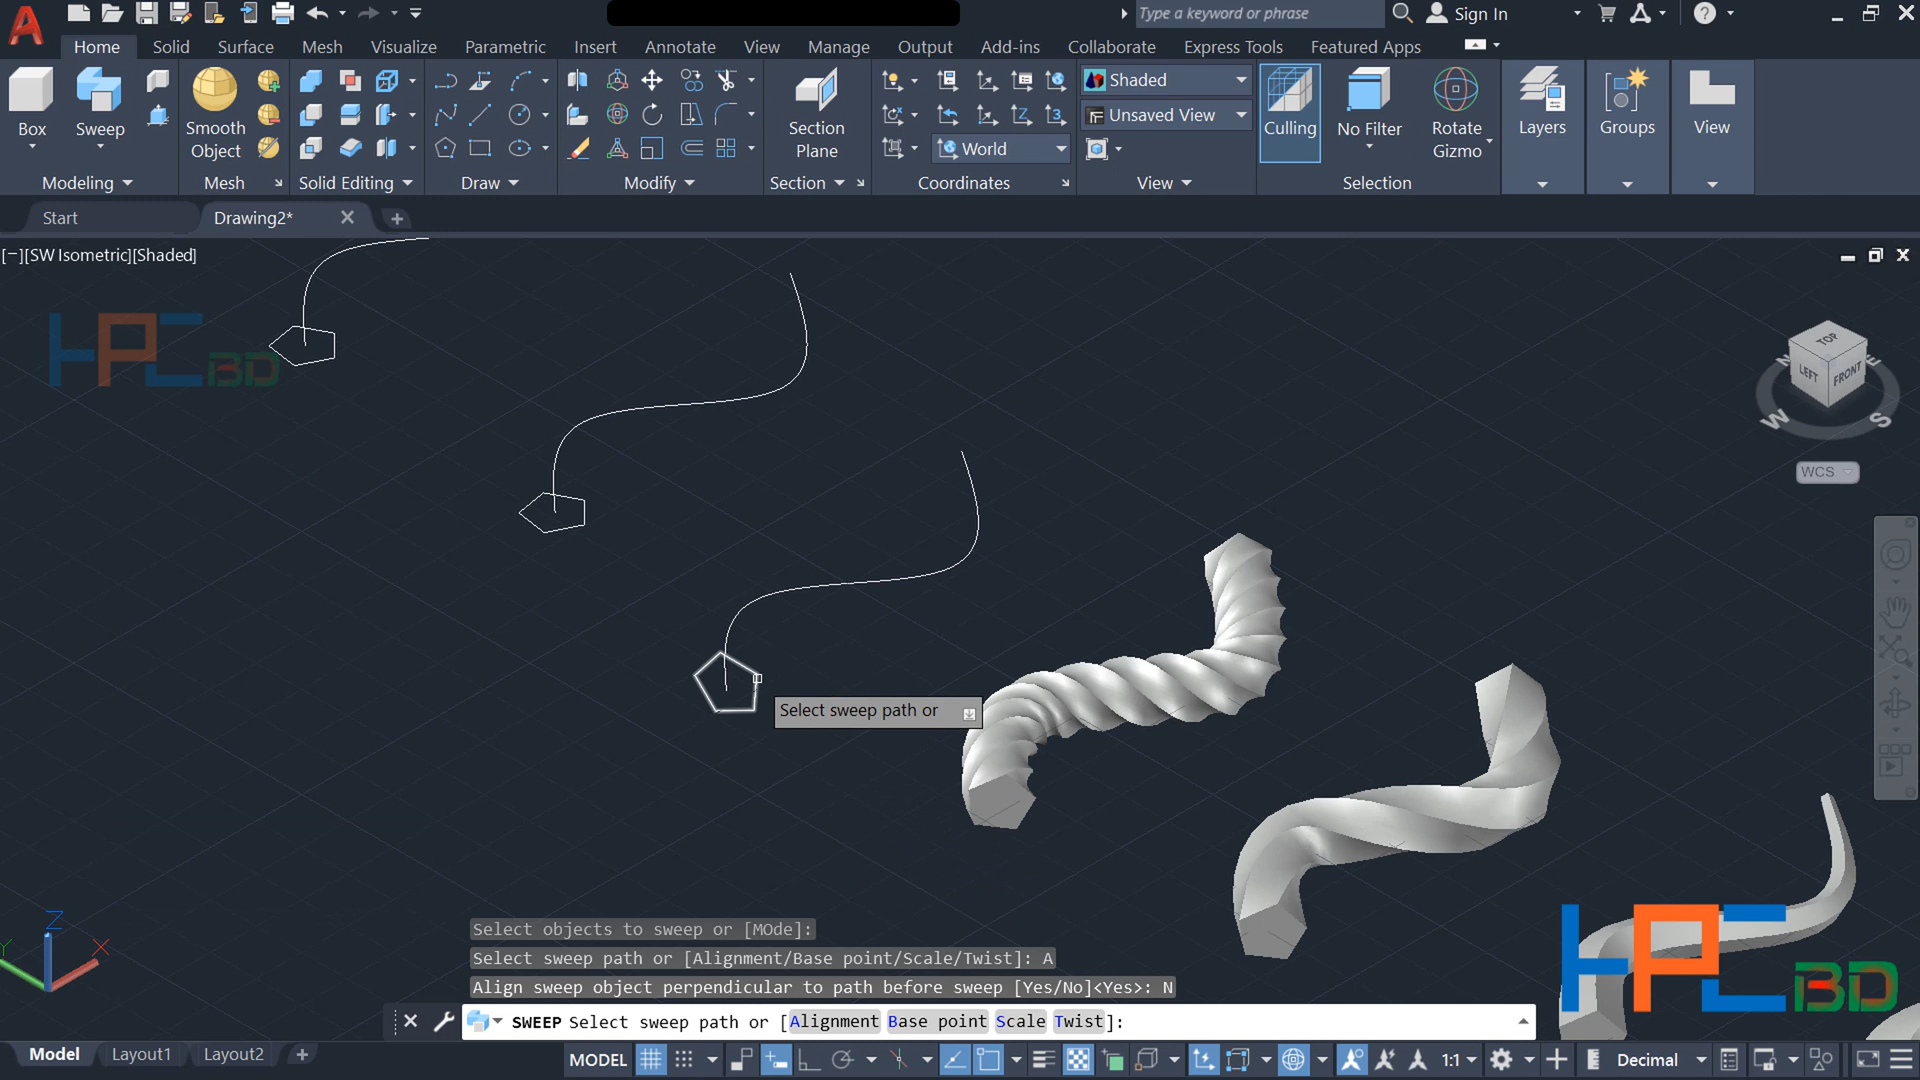 Type a keyword or phrase
Sign In
Home Solid Surface Mesh Visualize Parametric Insert Annotate View Manage Output Add-ins Collaborate Express Tools Featured Apps
Box
Sweep
Smooth
Object
Section
Plane
World
Shaded
Unsaved View
Culling
No Filter
Rotate
Gizmo
Layers
Groups
View
Modeling
Mesh
Solid Editing
Draw
Modify
Section
Coordinates
View
Selection
Start
Drawing2*
[−][SW Isometric][Shaded]
HPC BD
TOP
LEFT
FRONT
N
E
W
S
WCS
Select sweep path or
Z
Y
X
Select objects to sweep or [MOde]:
Select sweep path or [Alignment/Base point/Scale/Twist]: A
Align sweep object perpendicular to path before sweep [Yes/No]<Yes>: N
SWEEP Select sweep path or [Alignment Base point Scale Twist]:
HPC BD
Model
Layout1
Layout2
MODEL
1:1
Decimal